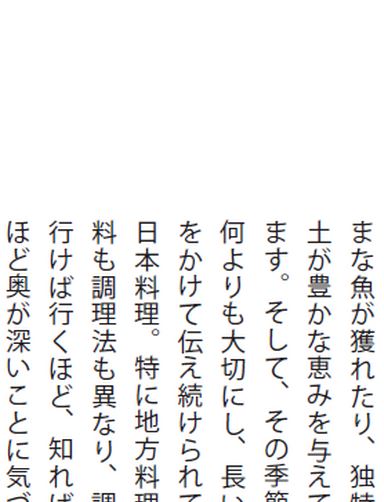 まな魚が獲れたり、独特
土が豊かな恵みを与え
ます。そして、その季節
何よりも大切にし、長い
をかけて伝え続けられて
日本料理。特に地方料理
料も調理法も異なり、調
行けば行くほど、知れば
ほど奥が深いことに気づ